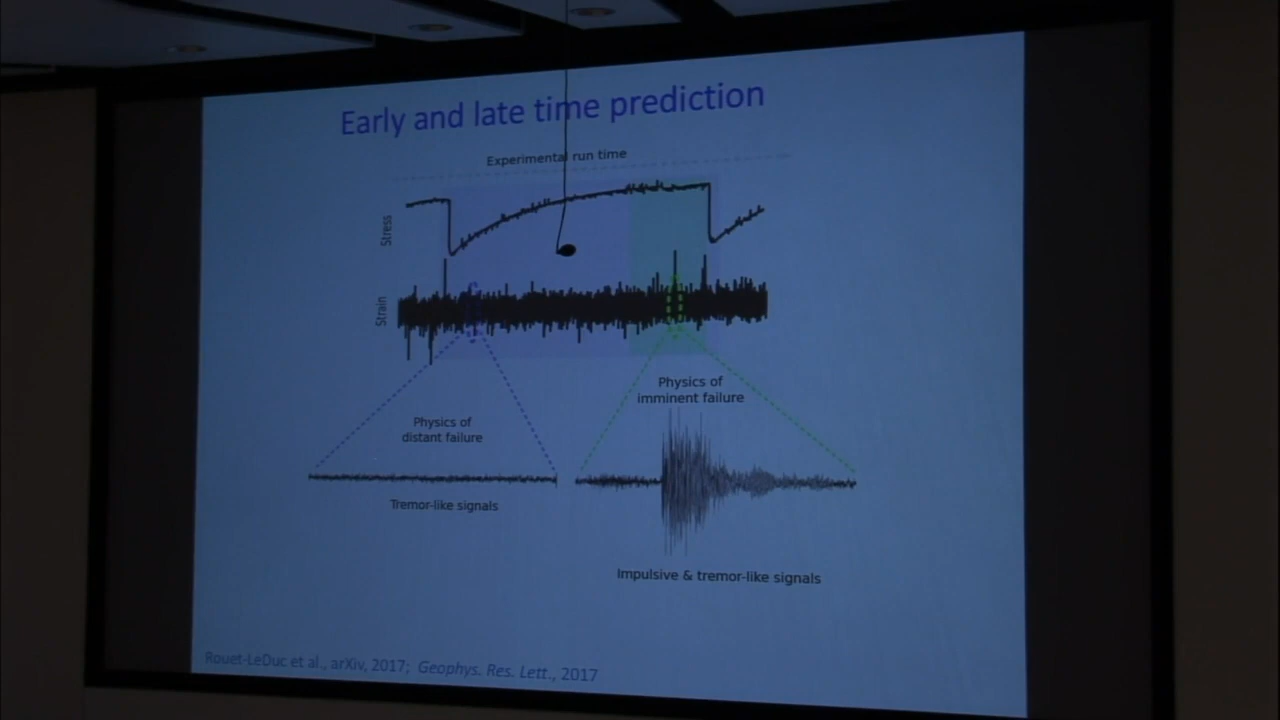 Early and late time prediction
Experimental run time
Stress
Strain
Physics of
imminent failure
Physics of
distant failure
Tremor-like signals
Impulsive & tremor-like signals
Rouet-LeDuc et al., arXiv, 2017; Geophys. Res. Lett., 2017